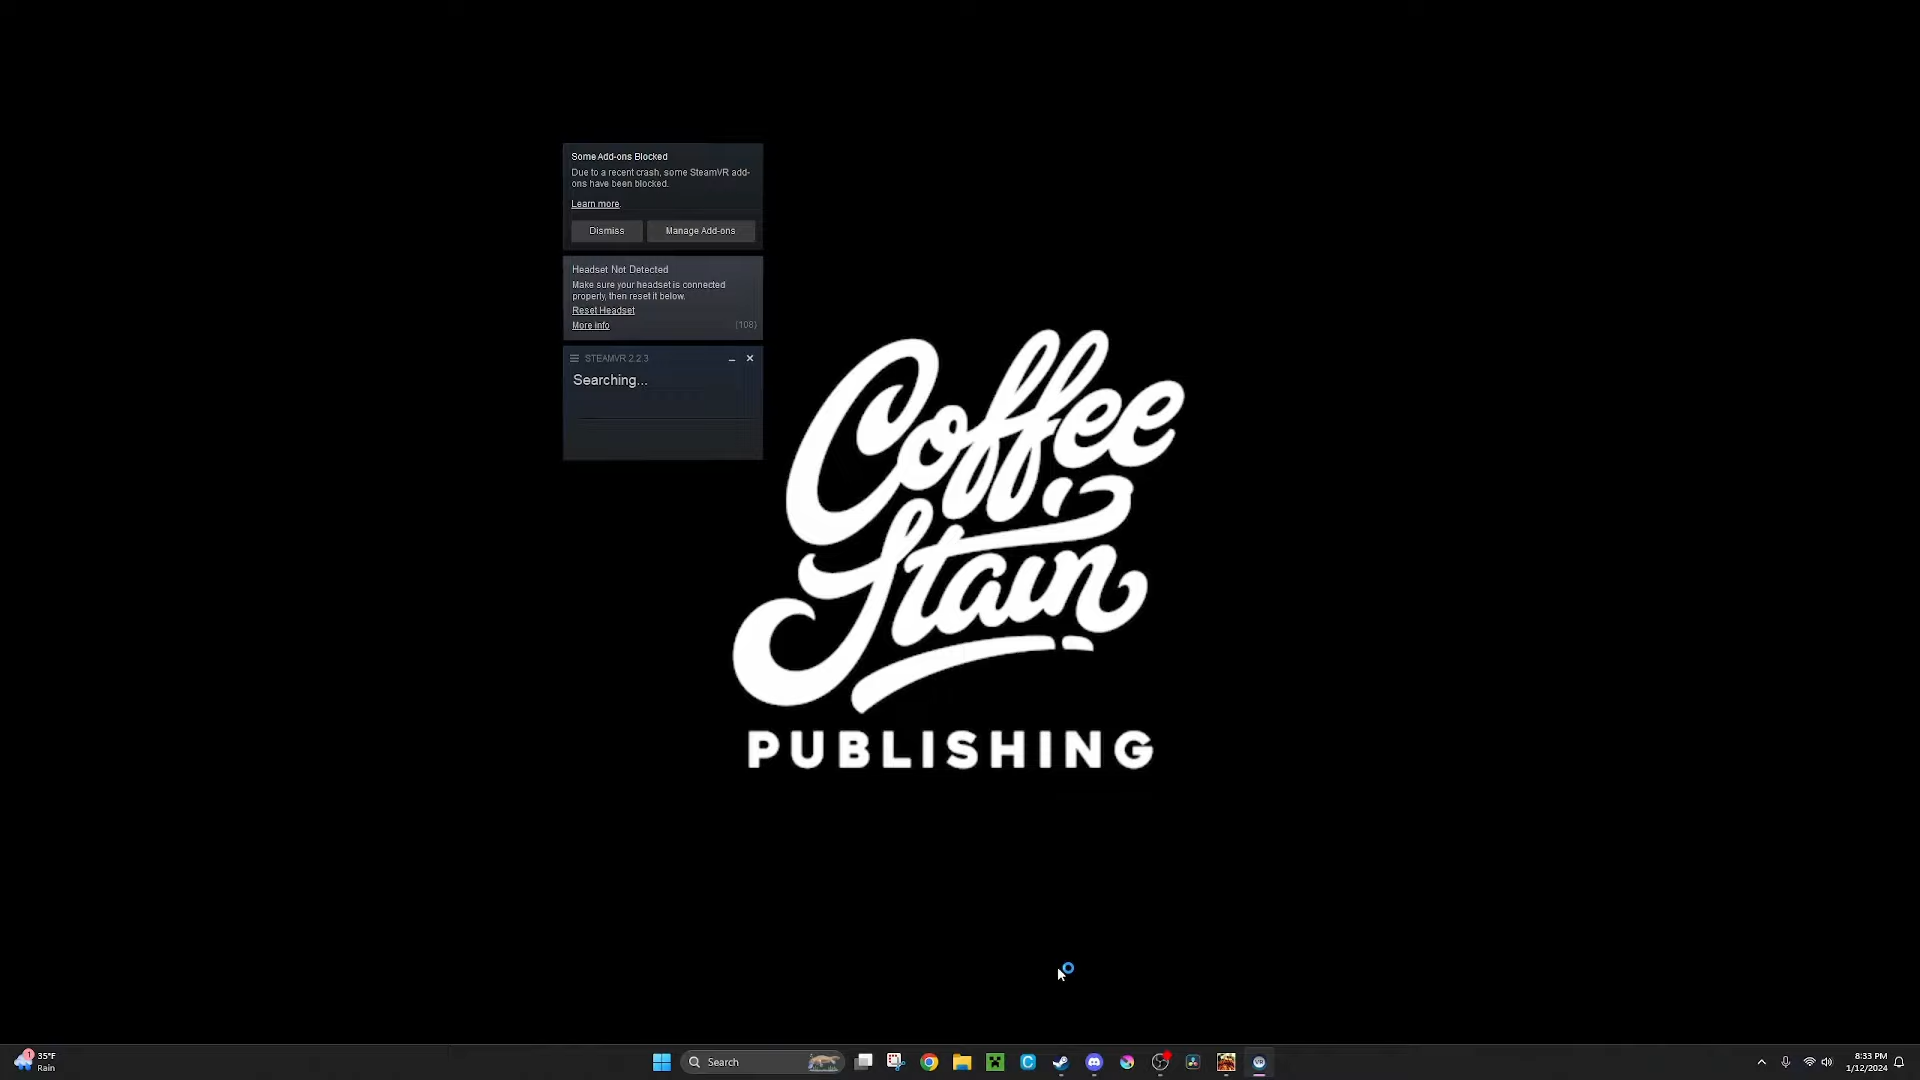 Some Add-ons Blocked
Due to a recent crash, some SteamVR add-
ons have been blocked.
Learn more
Dismiss
Manage Add-ons
Headset Not Detected
Make sure your headset is connected
properly, then reset it below.
Reset Headset
More info
(108)
STEAMVR 2.2.3
Searching...
Coffee
Stain
PUBLISHING
1
35°F
Rain
Search
8:33 PM
1/12/2024